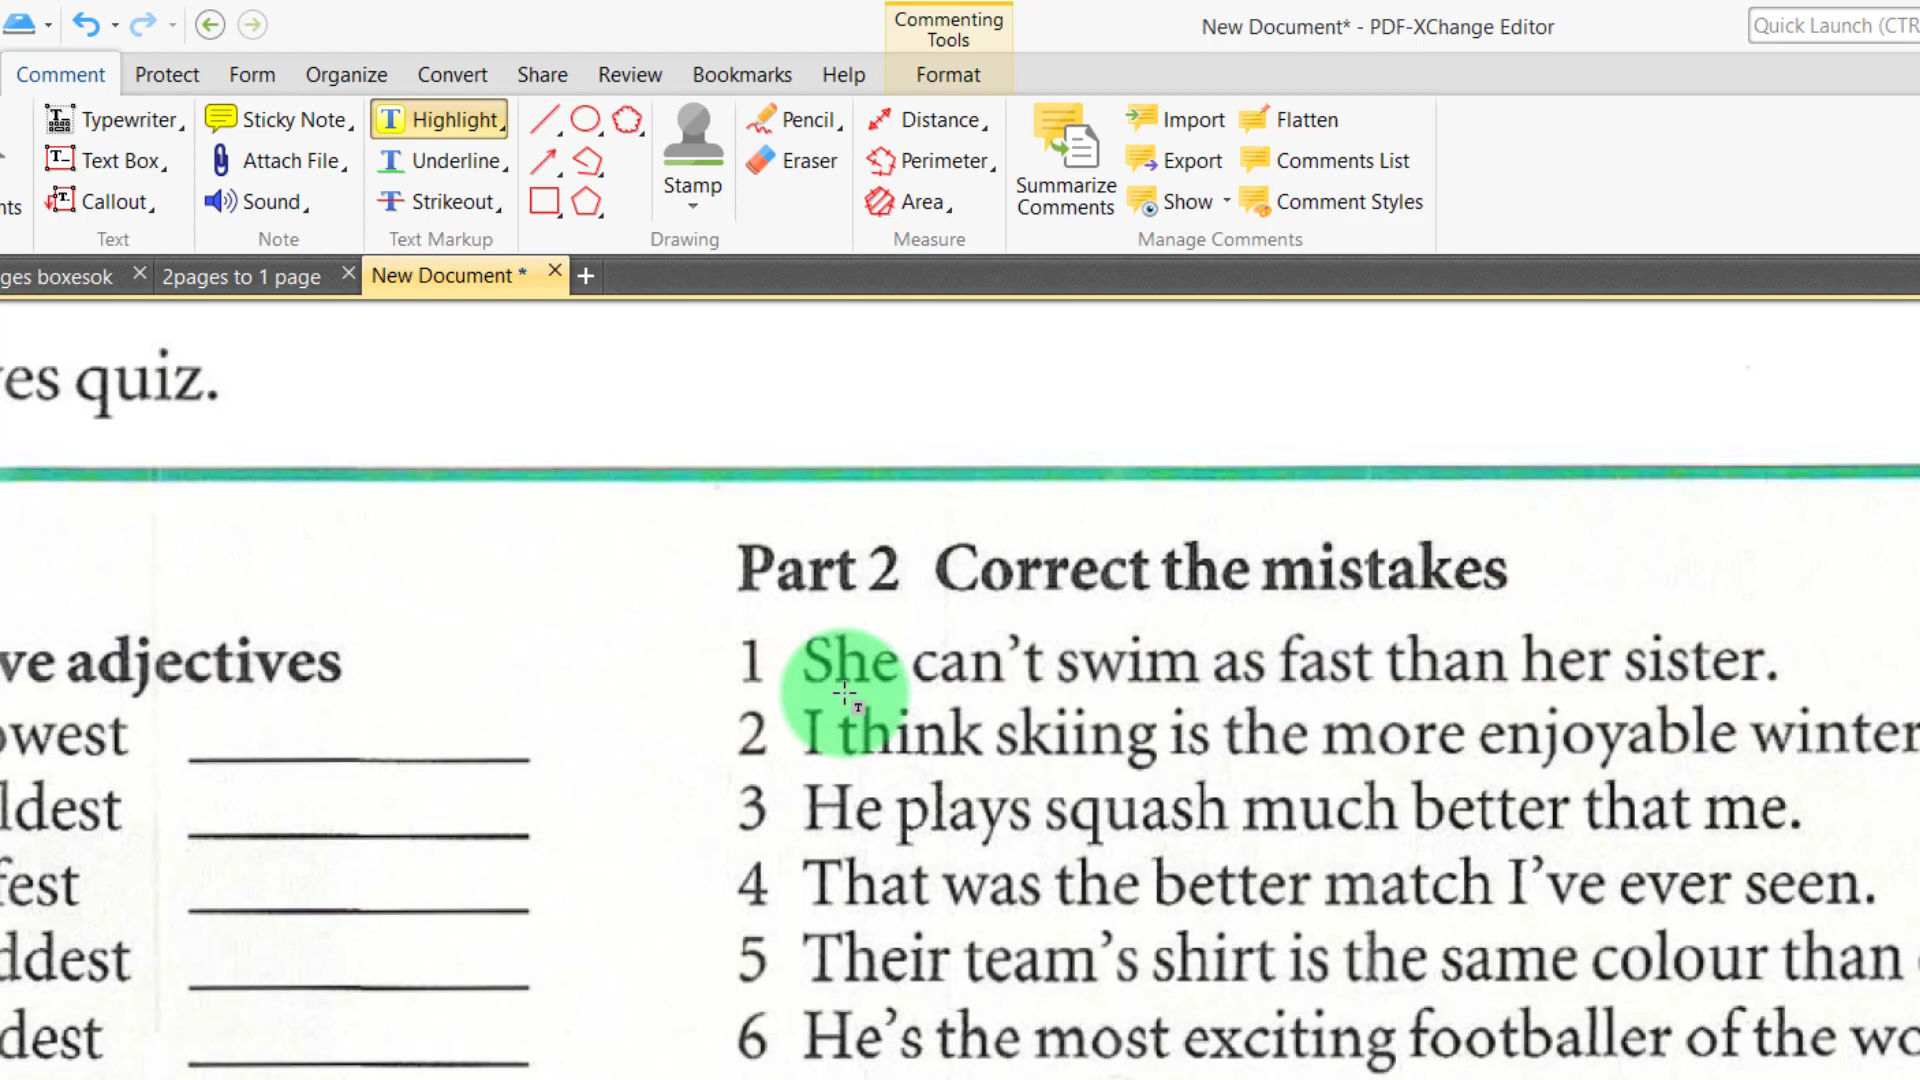 Commenting
Tools
New Document* - PDF-XChange Editor
Quick Launch (CTR
Comment Protect Form Organize Convert Share Review Bookmarks Help Format
Typewriter Sticky Note Highlight Pencil Distance Import Flatten
Text Box Attach File Underline Eraser Perimeter Export Comments List
Callout Sound Strikeout Stamp Area Summarize Comments Show Comment Styles
nts
Text Note Text Markup Drawing Measure Manage Comments
ges boxesok 2pages to 1 page New Document * +
es quiz.
Part 2 Correct the mistakes
ve adjectives
1 She can't swim as fast than her sister.
owest
2 I think skiing is the more enjoyable winter
ldest
3 He plays squash much better that me.
fest
4 That was the better match I've ever seen.
ddest
5 Their team's shirt is the same colour than
dest
6 He's the most exciting footballer of the wo